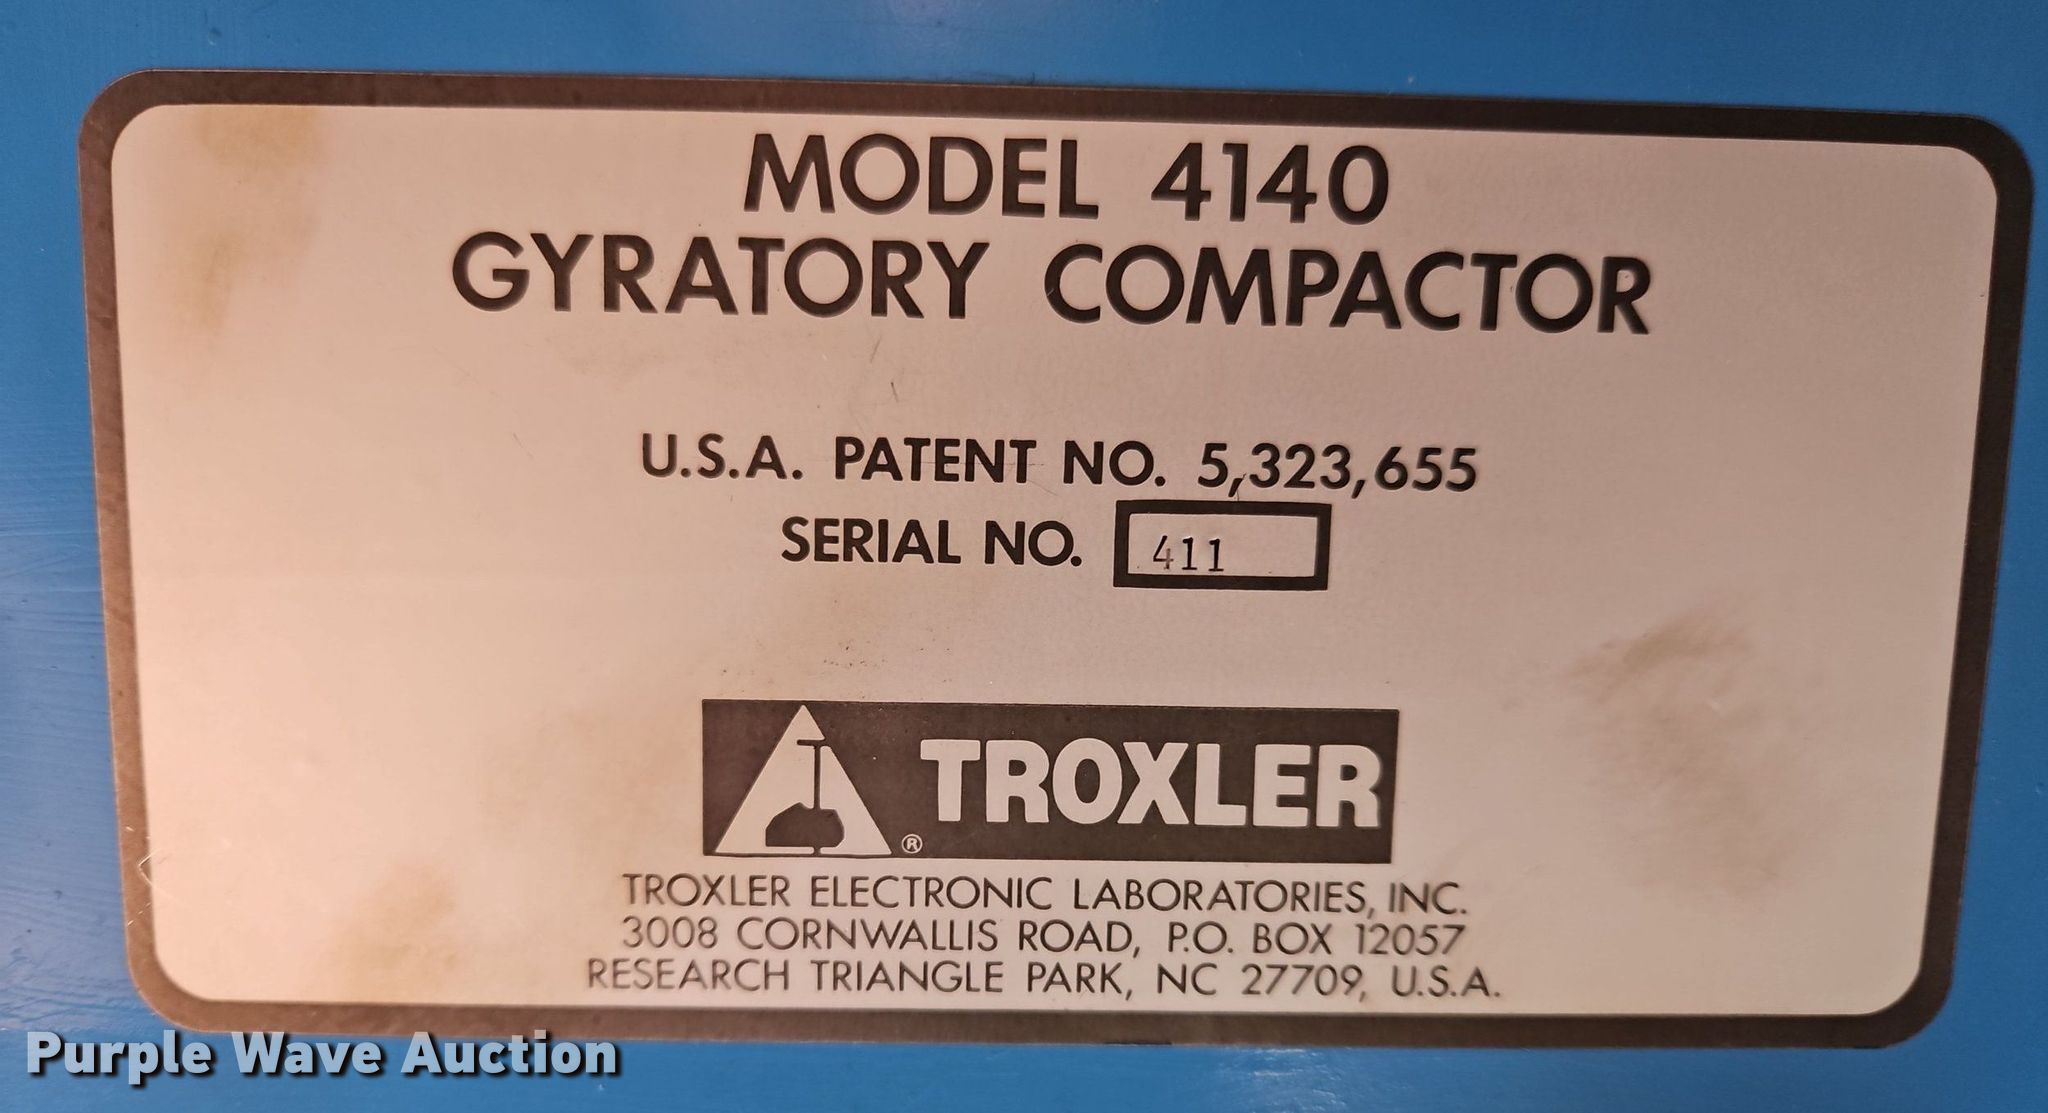 MODEL 4140
GYRATORY COMPACTOR
U.S.A. PATENT NO. 5,323,655
SERIAL NO. 411
® TROXLER
TROXLER ELECTRONIC LABORATORIES, INC.
3008 CORNWALLIS ROAD, P.O. BOX 12057
RESEARCH TRIANGLE PARK, NC 27709, U.S.A.
Purple Wave Auction